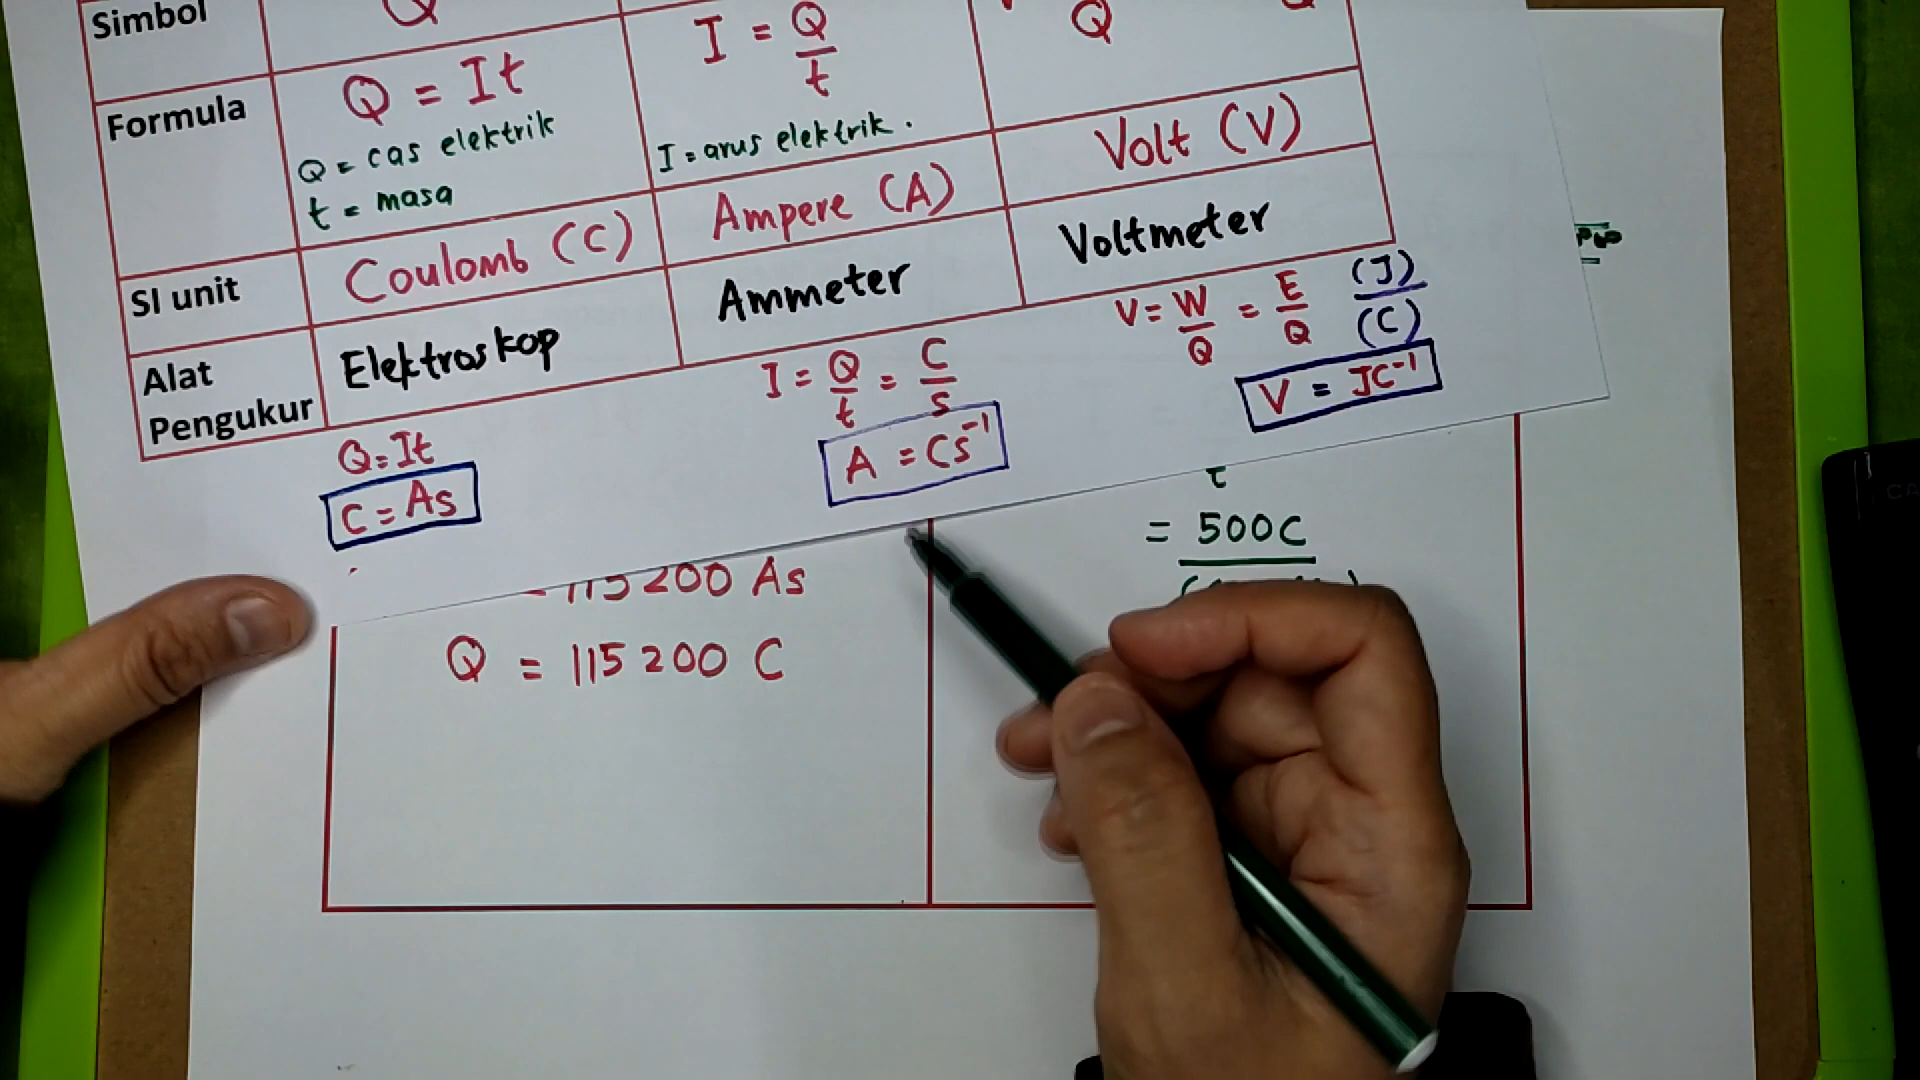 Simbol Q
Formula Q = It I = Q/t Q
Q = cas elektrik
t = masa
I = arus elektrik.
SI unit Coulomb (C) Ampere (A) Volt (V)
Alat Pengukur Elektroskop Ammeter Voltmeter
Q = It
C = As
I = Q/t = C/s
A = Cs⁻¹
V = W/Q = E/Q (J)/(C)
V = JC⁻¹
= 115 200 As
Q = 115 200 C
t
= 500C